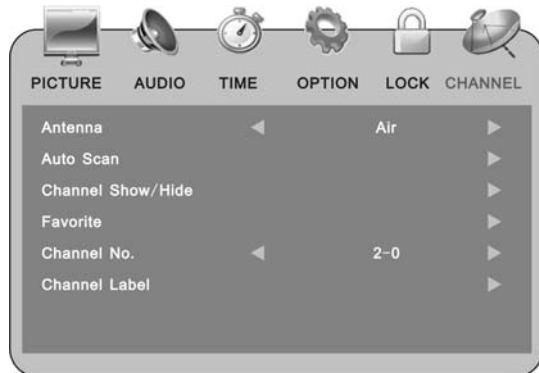 PICTURE AUDIO TIME OPTION LOCK CHANNEL
Antenna Air
Auto Scan
Channel Show/Hide
Favorite
Channel No. 2-0
Channel Label